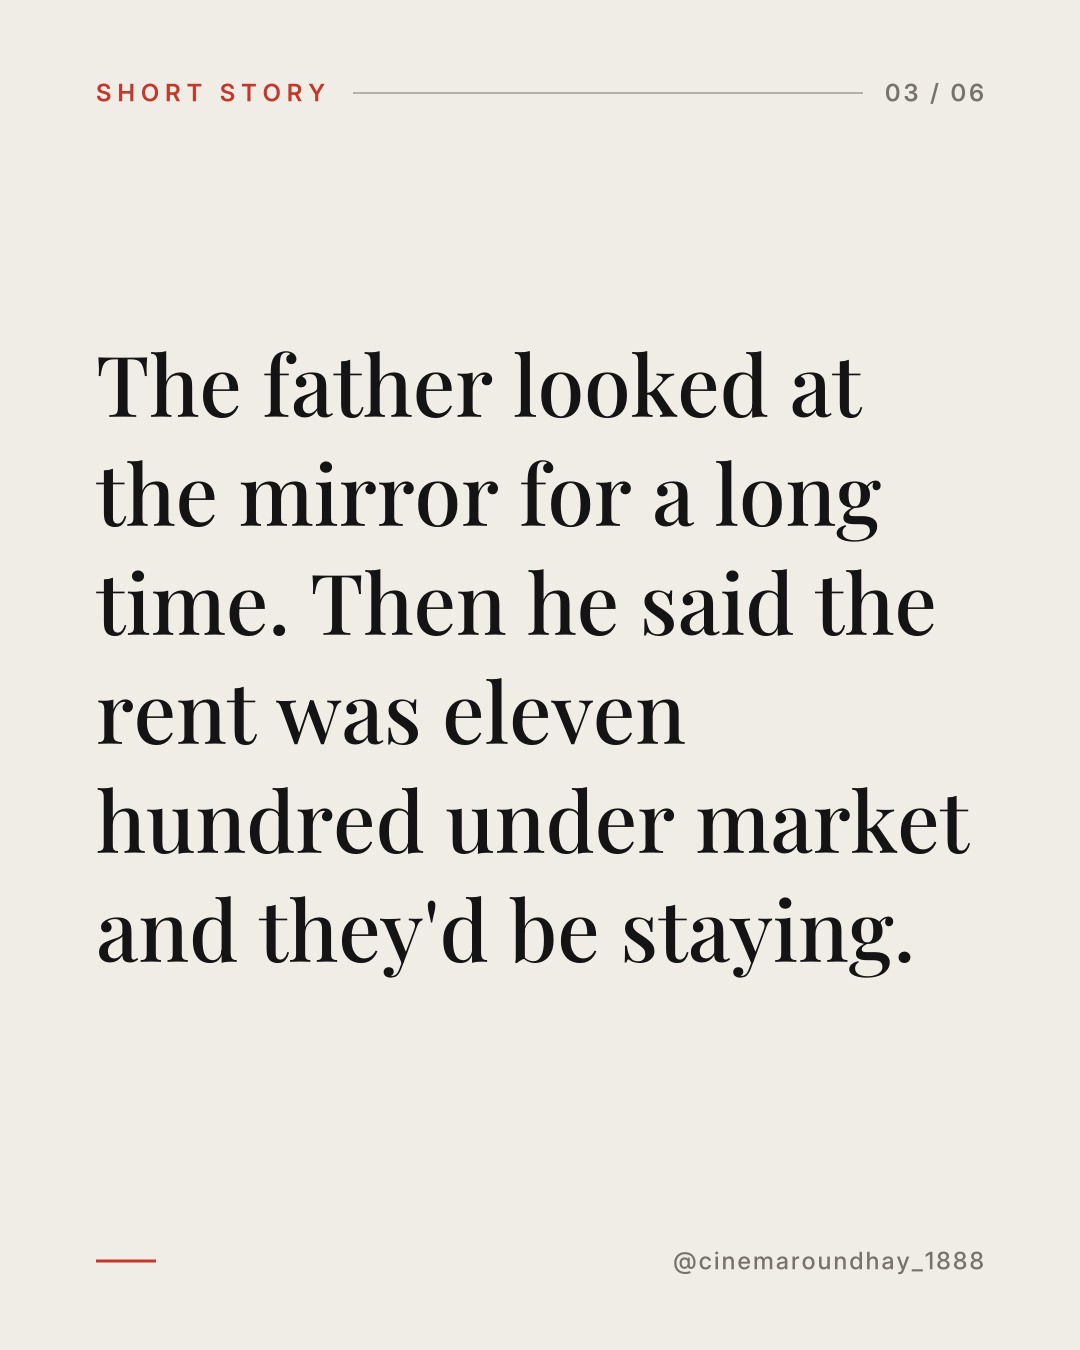 SHORT STORY 03 / 06
The father looked at
the mirror for a long
time. Then he said the
rent was eleven
hundred under market
and they'd be staying.
@cinemaroundhay_1888